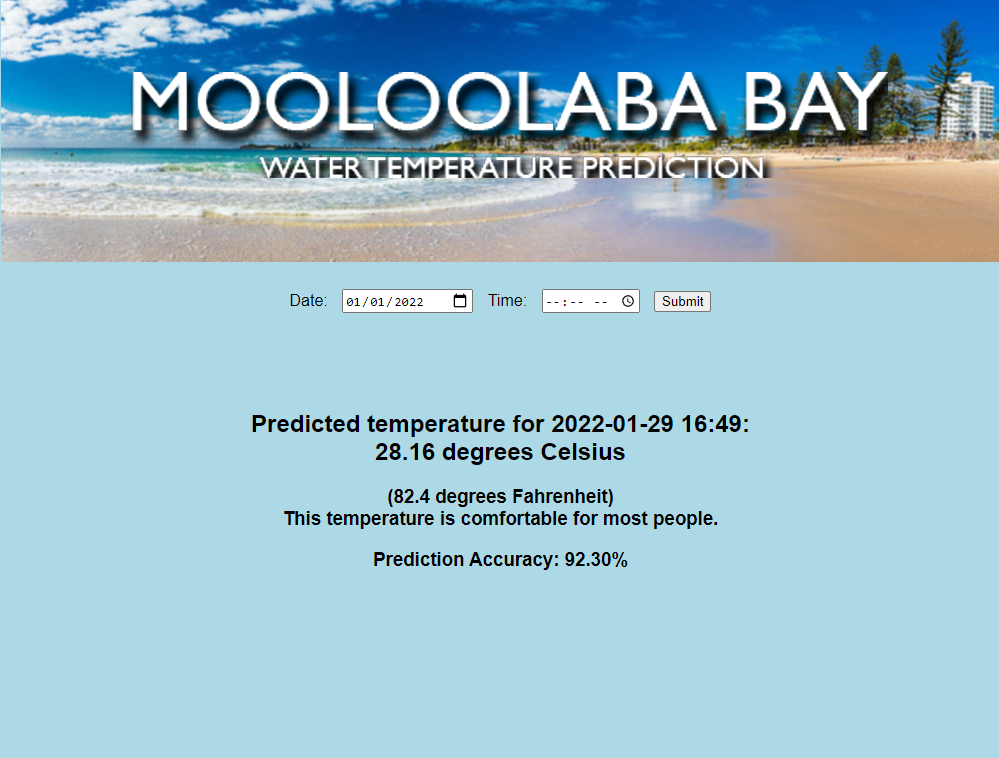 MOOLOOLABA BAY
WATER TEMPERATURE PREDICTION
Date: 01/01/2022 Time: --:-- -- Submit
Predicted temperature for 2022-01-29 16:49:
28.16 degrees Celsius
(82.4 degrees Fahrenheit)
This temperature is comfortable for most people.
Prediction Accuracy: 92.30%